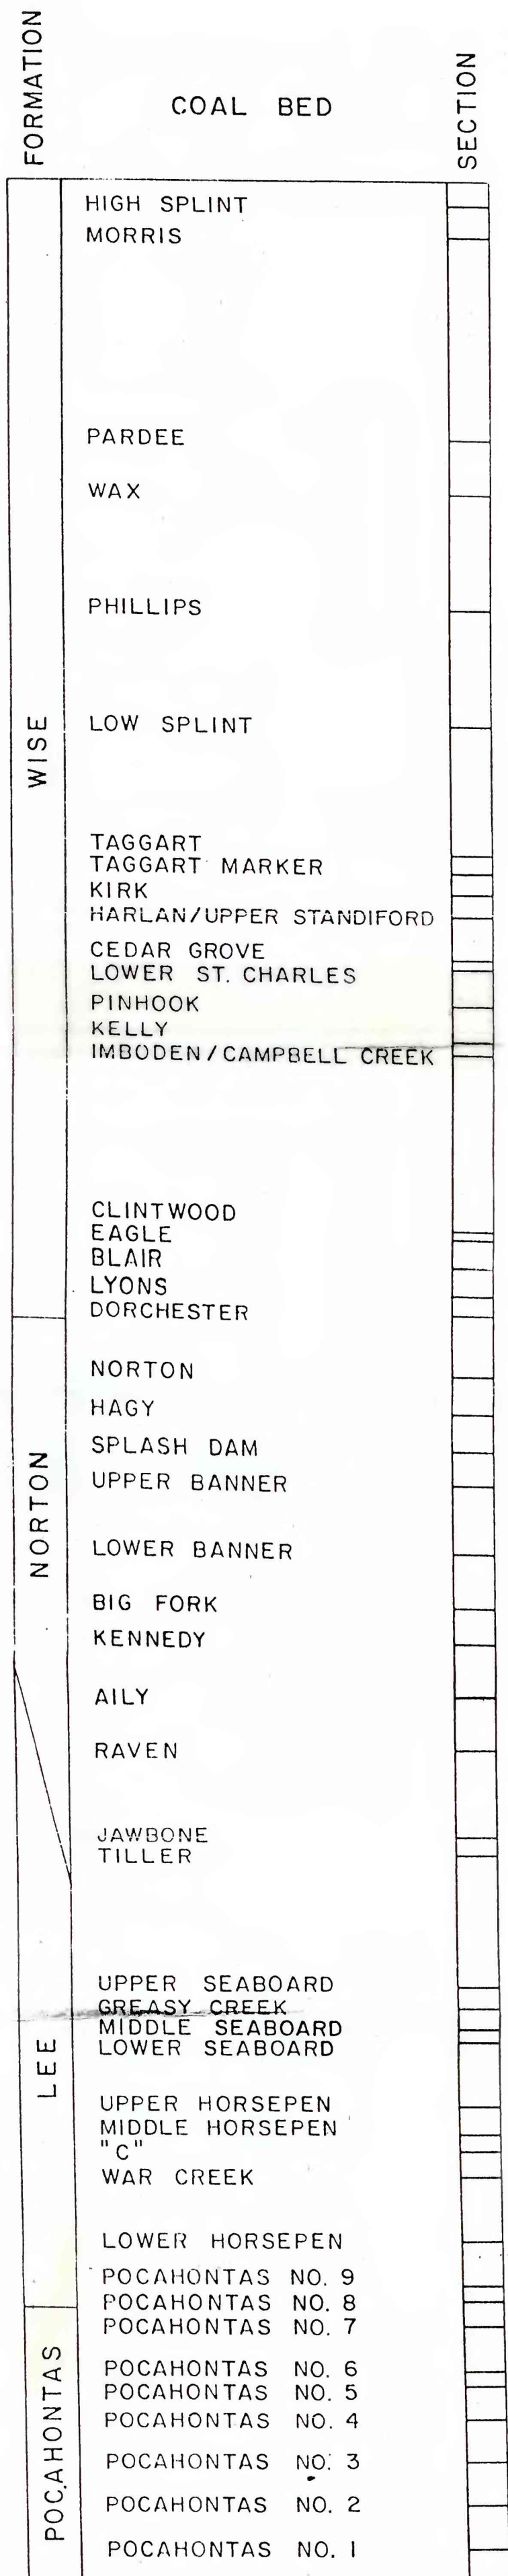 FORMATION
COAL BED
SECTION
HIGH SPLINT
MORRIS
PARDEE
WAX
PHILLIPS
LOW SPLINT
WISE
TAGGART
TAGGART MARKER
KIRK
HARLAN/UPPER STANDIFORD
CEDAR GROVE
LOWER ST. CHARLES
PINHOOK
KELLY
IMBODEN/CAMPBELL CREEK
CLINTWOOD
EAGLE
BLAIR
LYONS
DORCHESTER
NORTON
HAGY
SPLASH DAM
UPPER BANNER
NORTON
LOWER BANNER
BIG FORK
KENNEDY
AILY
RAVEN
JAWBONE
TILLER
UPPER SEABOARD
GREASY CREEK
MIDDLE SEABOARD
LOWER SEABOARD
LEE
UPPER HORSEPEN
MIDDLE HORSEPEN
"C"
WAR CREEK
LOWER HORSEPEN
POCAHONTAS NO. 9
POCAHONTAS NO. 8
POCAHONTAS NO. 7
POCAHONTAS NO. 6
POCAHONTAS NO. 5
POCAHONTAS NO. 4
POCAHONTAS
POCAHONTAS NO. 3
POCAHONTAS NO. 2
POCAHONTAS NO. 1